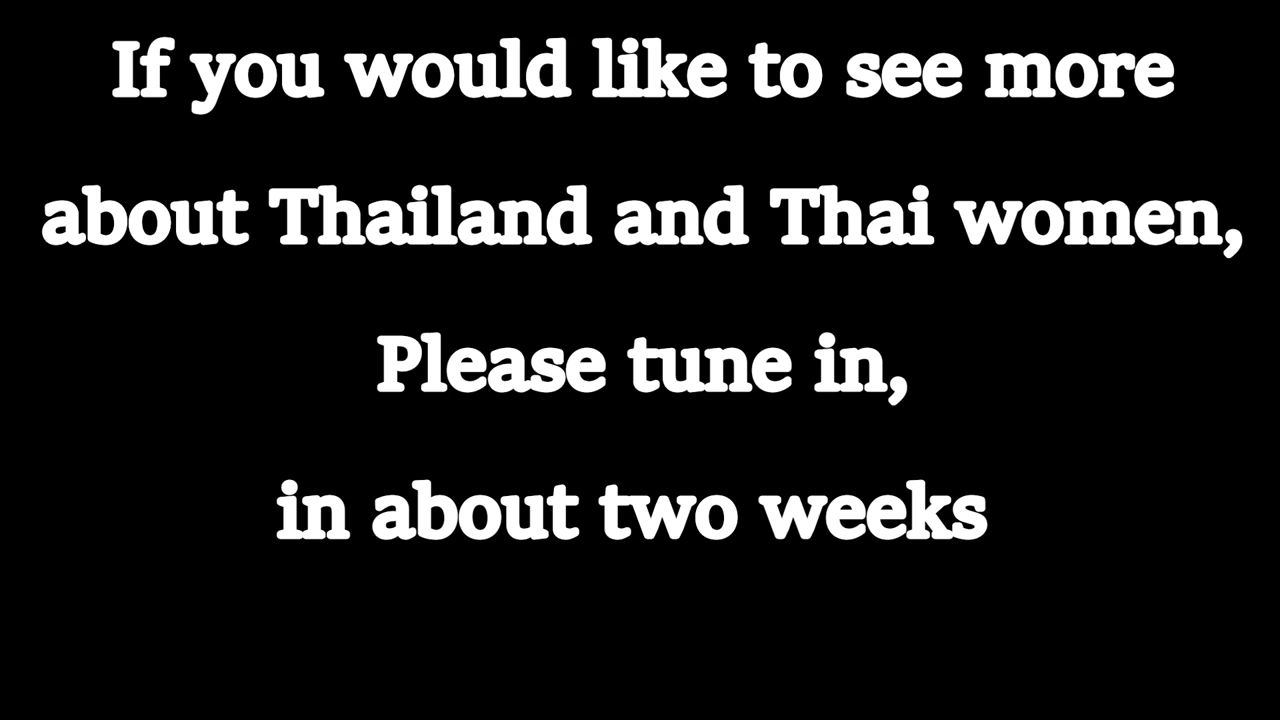 If you would like to see more
about Thailand and Thai women,
Please tune in,
in about two weeks